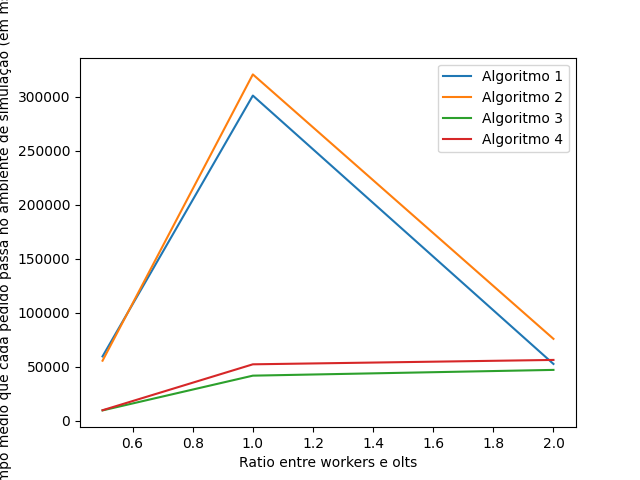 Algoritmo 1
Algoritmo 2
Algoritmo 3
Algoritmo 4
médio que cada pedido passa no ambiente de simulação (em
300000
250000
200000
150000
100000
50000
0
0.6 0.8 1.0 1.2 1.4 1.6 1.8 2.0
Ratio entre workers e olts